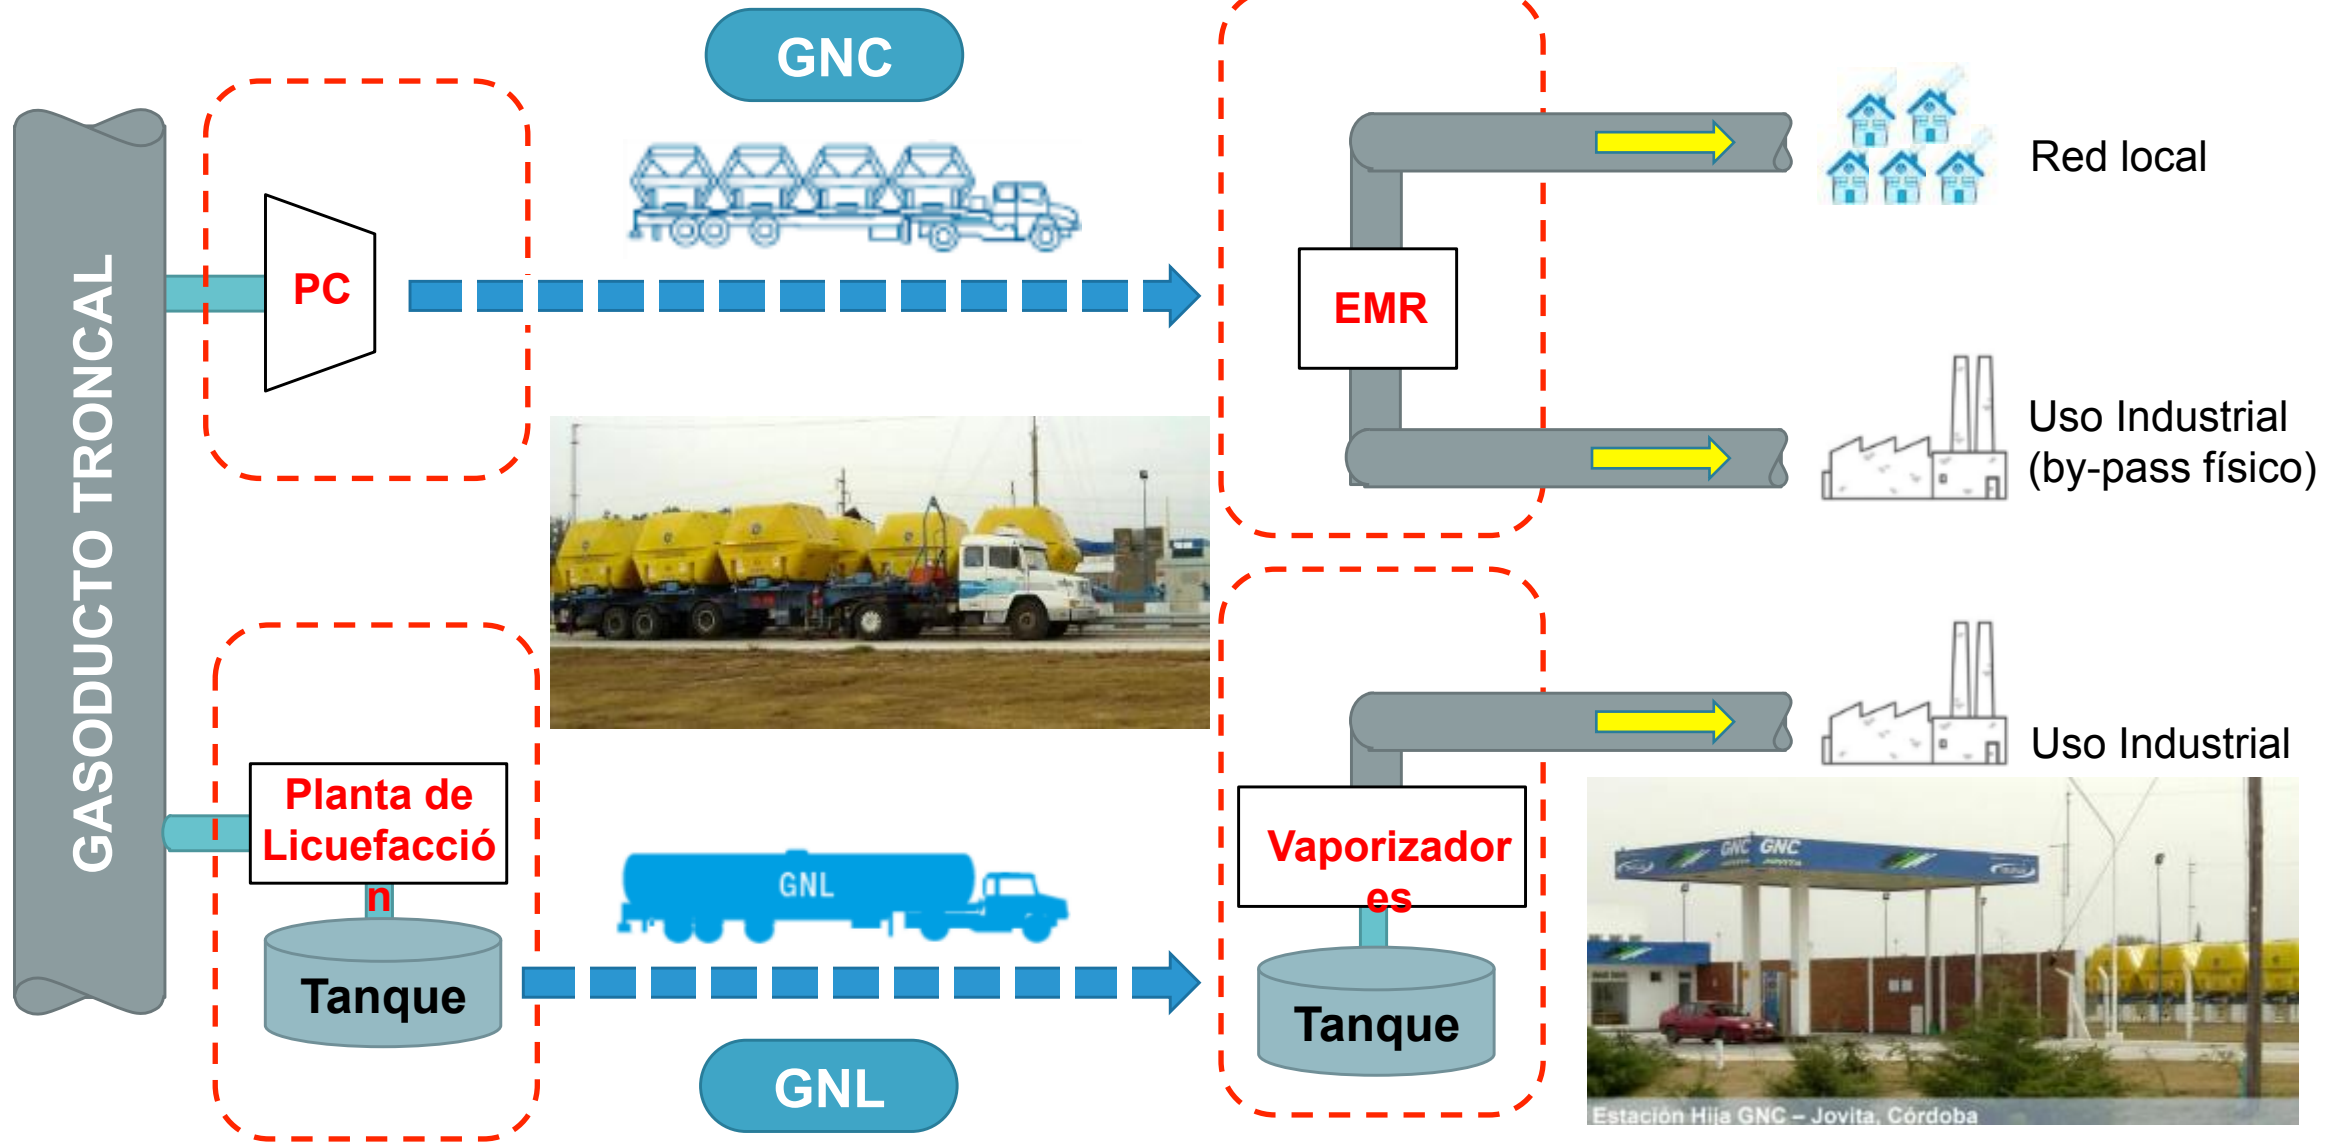 GNC
GASODUCTO TRONCAL
PC
EMR
Red local
Uso Industrial
(by-pass físico)
Planta de
Licuefacció
n
Tanque
GNL
GNL
Vaporizador
es
Tanque
Uso Industrial
GNC GNC
JOVITA
Estación Hija GNC – Jovita, Córdoba